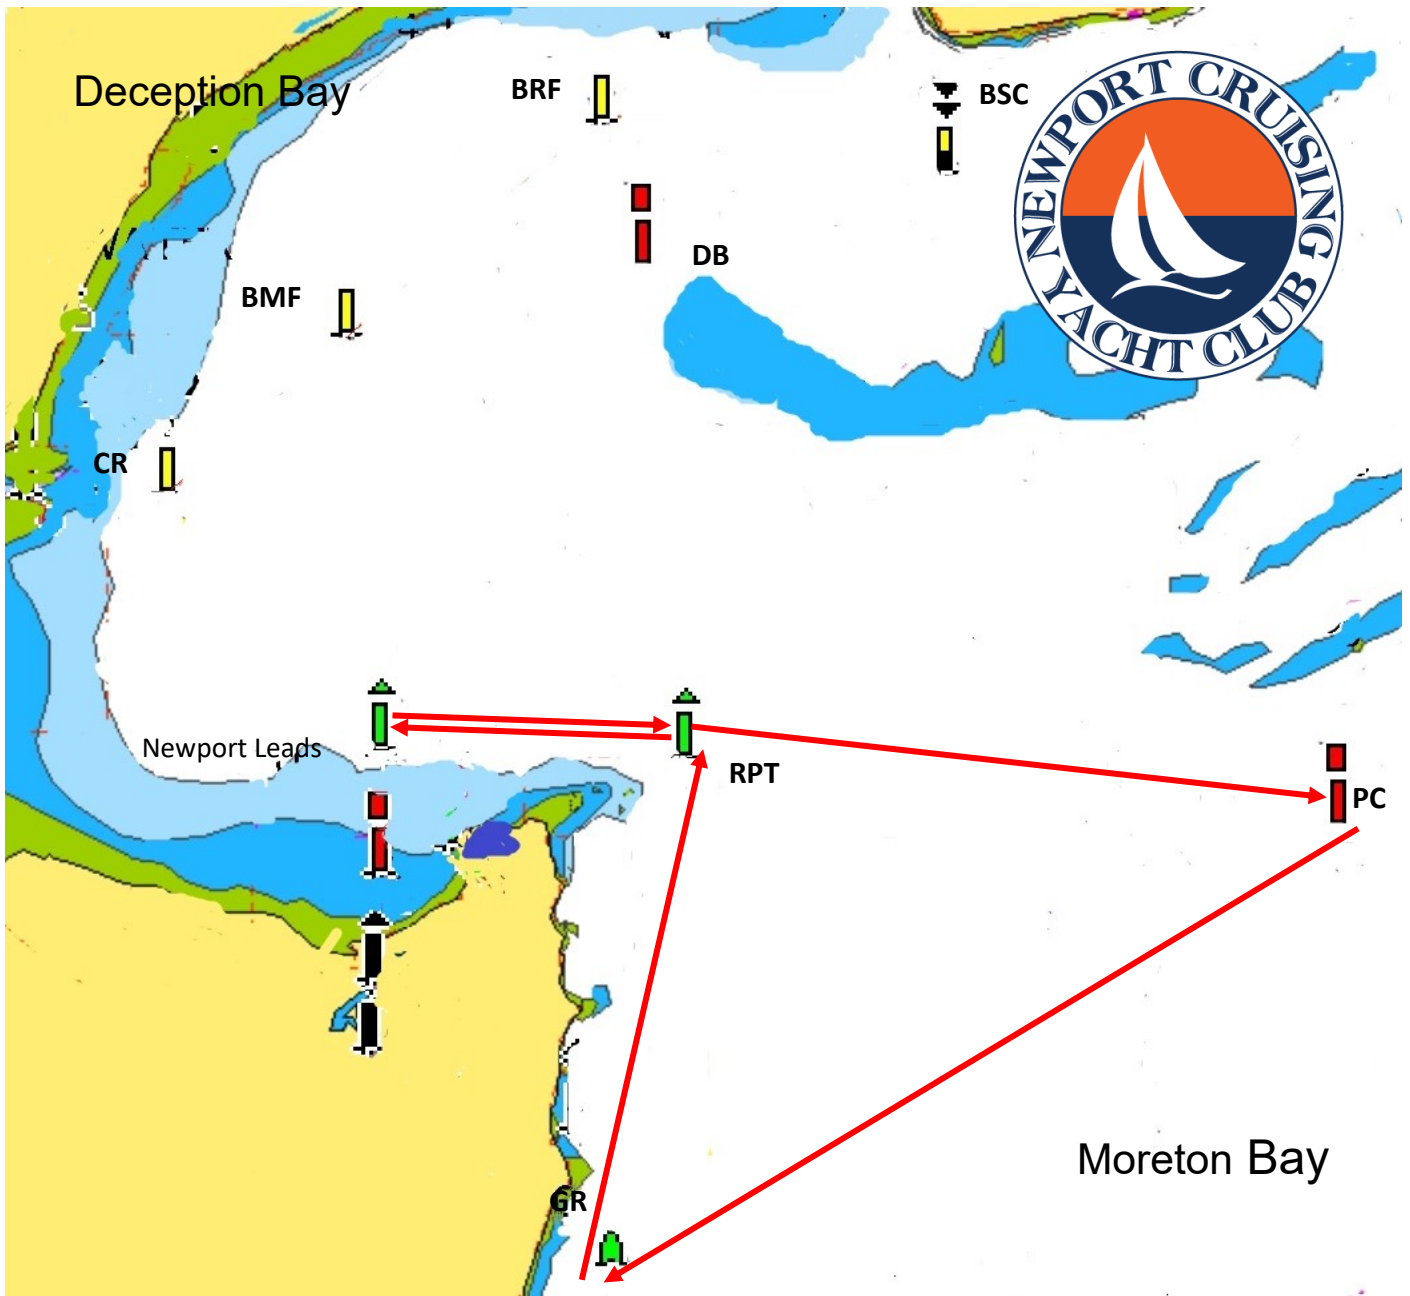 Deception Bay
BRF
BSC
NEWPORT CRUISING
YACHT CLUB
DB
BMF
CR
Newport Leads
RPT
PC
Moreton Bay
GR